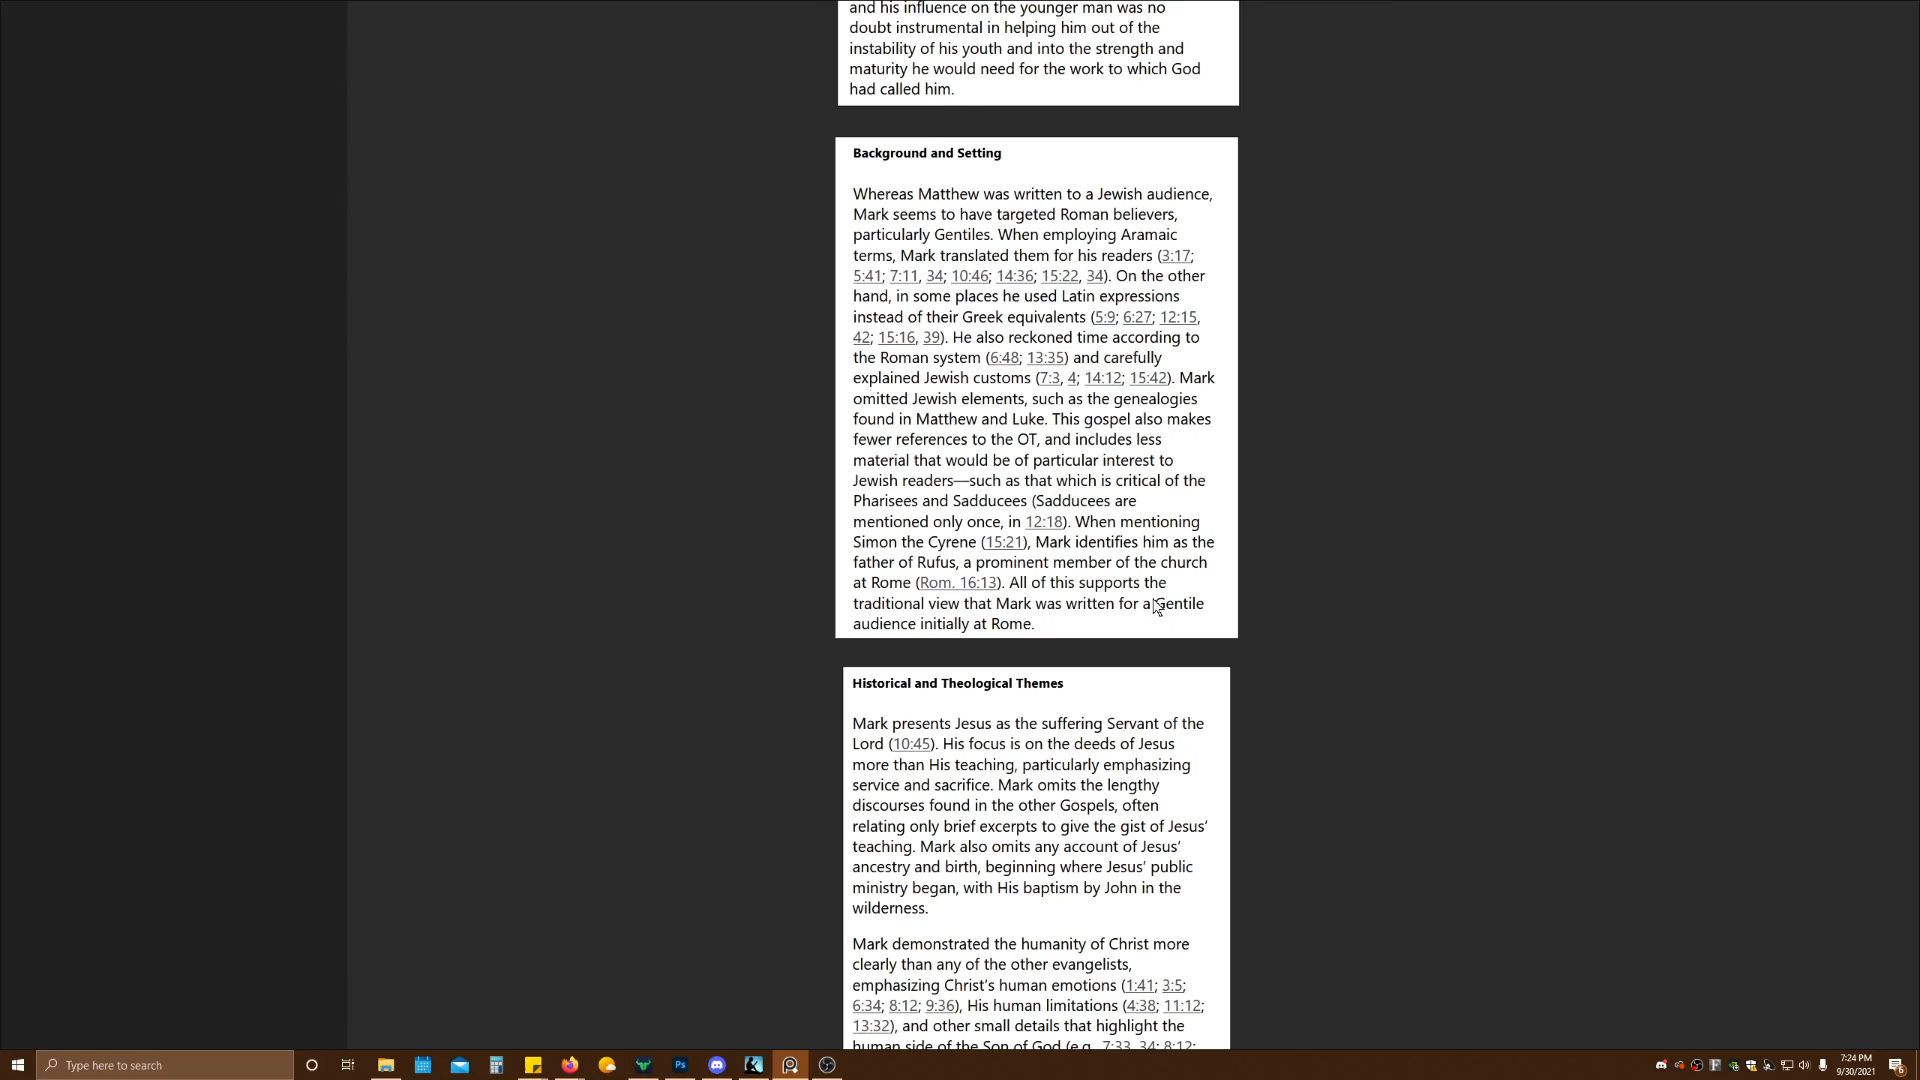 and his influence on the younger man was no
doubt instrumental in helping him out of the
instability of his youth and into the strength and
maturity he would need for the work to which God
had called him.
Background and Setting
Whereas Matthew was written to a Jewish audience,
Mark seems to have targeted Roman believers,
particularly Gentiles. When employing Aramaic
terms, Mark translated them for his readers (3:17;
5:41; 7:11, 34; 10:46; 14:36; 15:22, 34). On the other
hand, in some places he used Latin expressions
instead of their Greek equivalents (5:9; 6:27; 12:15,
42; 15:16, 39). He also reckoned time according to
the Roman system (6:48; 13:35) and carefully
explained Jewish customs (7:3, 4; 14:12; 15:42). Mark
omitted Jewish elements, such as the genealogies
found in Matthew and Luke. This gospel also makes
fewer references to the OT, and includes less
material that would be of particular interest to
Jewish readers—such as that which is critical of the
Pharisees and Sadducees (Sadducees are
mentioned only once, in 12:18). When mentioning
Simon the Cyrene (15:21), Mark identifies him as the
father of Rufus, a prominent member of the church
at Rome (Rom. 16:13). All of this supports the
traditional view that Mark was written for a Gentile
audience initially at Rome.
Historical and Theological Themes
Mark presents Jesus as the suffering Servant of the
Lord (10:45). His focus is on the deeds of Jesus
more than His teaching, particularly emphasizing
service and sacrifice. Mark omits the lengthy
discourses found in the other Gospels, often
relating only brief excerpts to give the gist of Jesus'
teaching. Mark also omits any account of Jesus'
ancestry and birth, beginning where Jesus' public
ministry began, with His baptism by John in the
wilderness.
Mark demonstrated the humanity of Christ more
clearly than any of the other evangelists,
emphasizing Christ's human emotions (1:41; 3:5;
6:34; 8:12; 9:36), His human limitations (4:38; 11:12;
13:32), and other small details that highlight the
human side of the Son of God (e.g., 7:33, 34; 8:12;
Type here to search
Ps
7:24 PM
9/30/2021
6